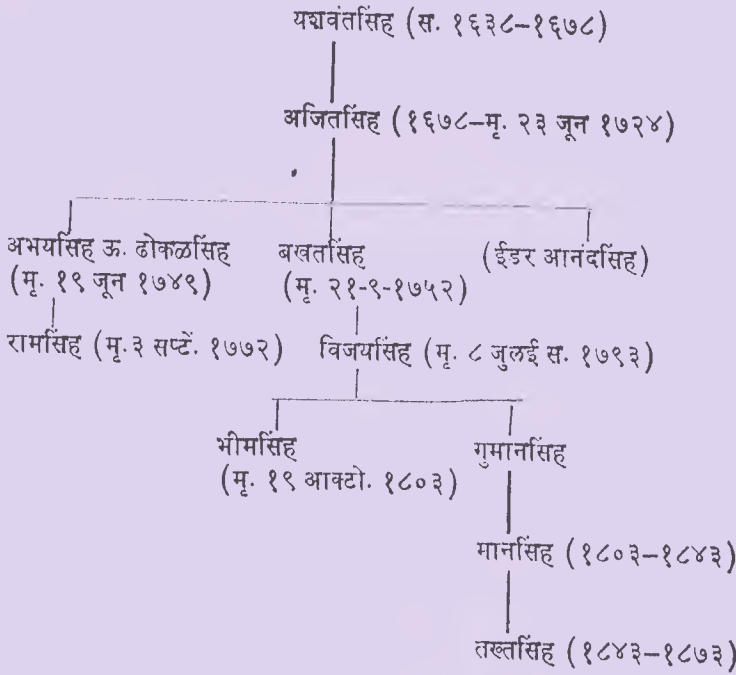 यशवंतसिंह (स. १६३८–१६७८)
अजितसिंह (१६७८–मृ. २३ जून १७२४)
अभयसिंह ऊ. ढोकळसिंह बखतसिंह (ईडर आनंदसिंह)
(मृ. १९ जून १७४९) (मृ. २१-९-१७५२)
रामसिंह (मृ.३ सप्टें. १७७२) विजयसिंह (मृ. ८ जुलई स. १७९३)
भीमसिंह गुमानसिंह
(मृ. १९ आक्टो. १८०३)
मानसिंह (१८०३–१८४३)
तख्तसिंह (१८४३–१८७३)